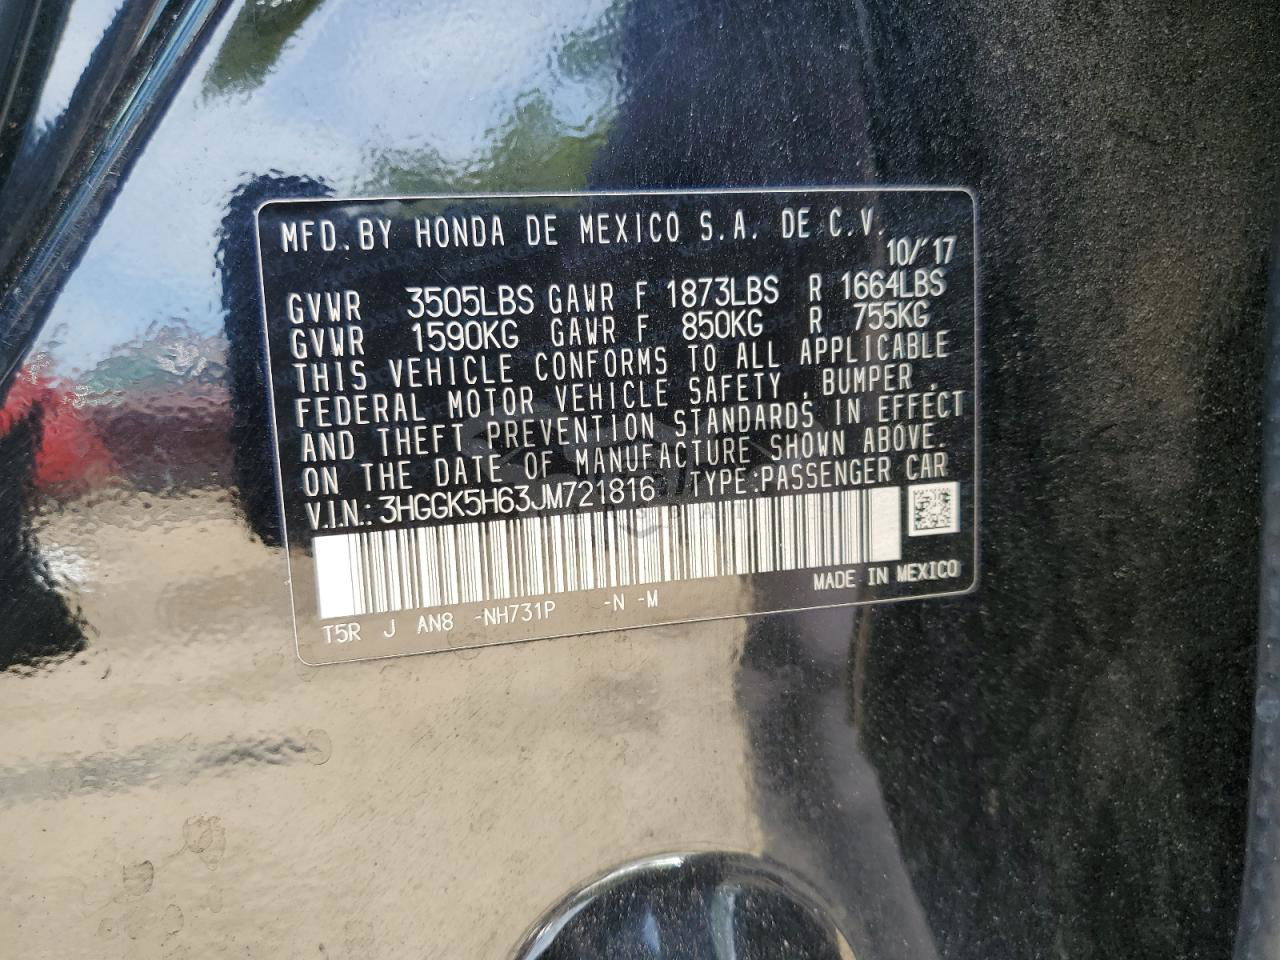 MFD. BY HONDA DE MEXICO S.A. DE C.V.
10/'17
GVWR 3505LBS GAWR F 1873LBS R 1664LBS
GVWR 1590KG GAWR F 850KG R 755KG
THIS VEHICLE CONFORMS TO ALL APPLICABLE
FEDERAL MOTOR VEHICLE SAFETY, BUMPER,
AND THEFT PREVENTION STANDARDS IN EFFECT
ON THE DATE OF MANUFACTURE SHOWN ABOVE.
V.I.N.: 3HGGK5H63JM721816 TYPE:PASSENGER CAR
MADE IN MEXICO
T5R J AN8 -NH731P -N -M